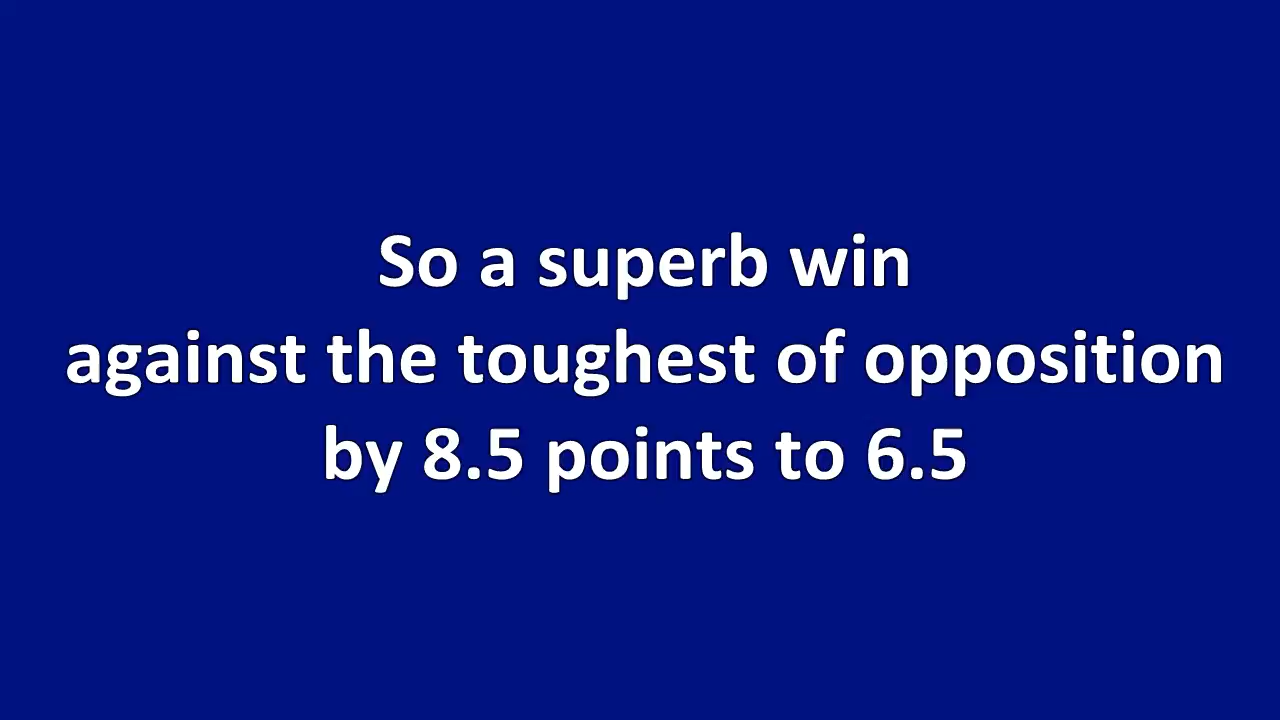 So a superb win
against the toughest of opposition
by 8.5 points to 6.5